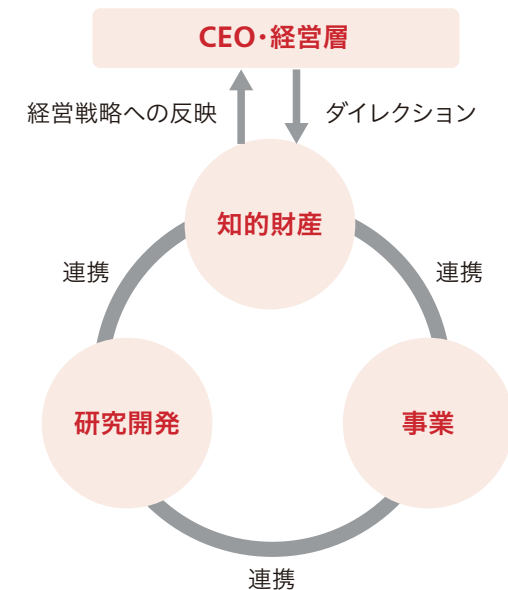 CEO・経営層
経営戦略への反映
ダイレクション
知的財産
連携
連携
研究開発
事業
連携